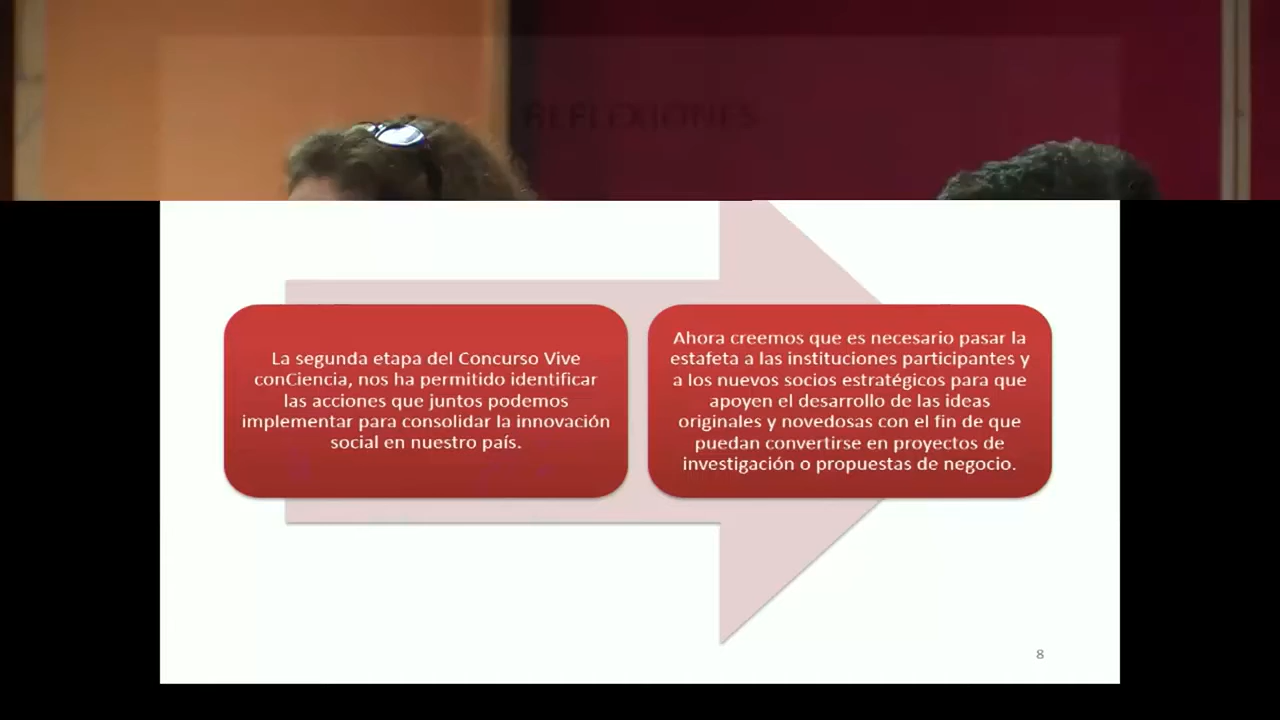 REFLEXIONES
La segunda etapa del Concurso Vive
conCiencia, nos ha permitido identificar
las acciones que juntos podemos
implementar para consolidar la innovación
social en nuestro país.
Ahora creemos que es necesario pasar la
estafeta a las instituciones participantes y
a los nuevos socios estratégicos para que
apoyen el desarrollo de las ideas
originales y novedosas con el fin de que
puedan convertirse en proyectos de
investigación o propuestas de negocio.
8